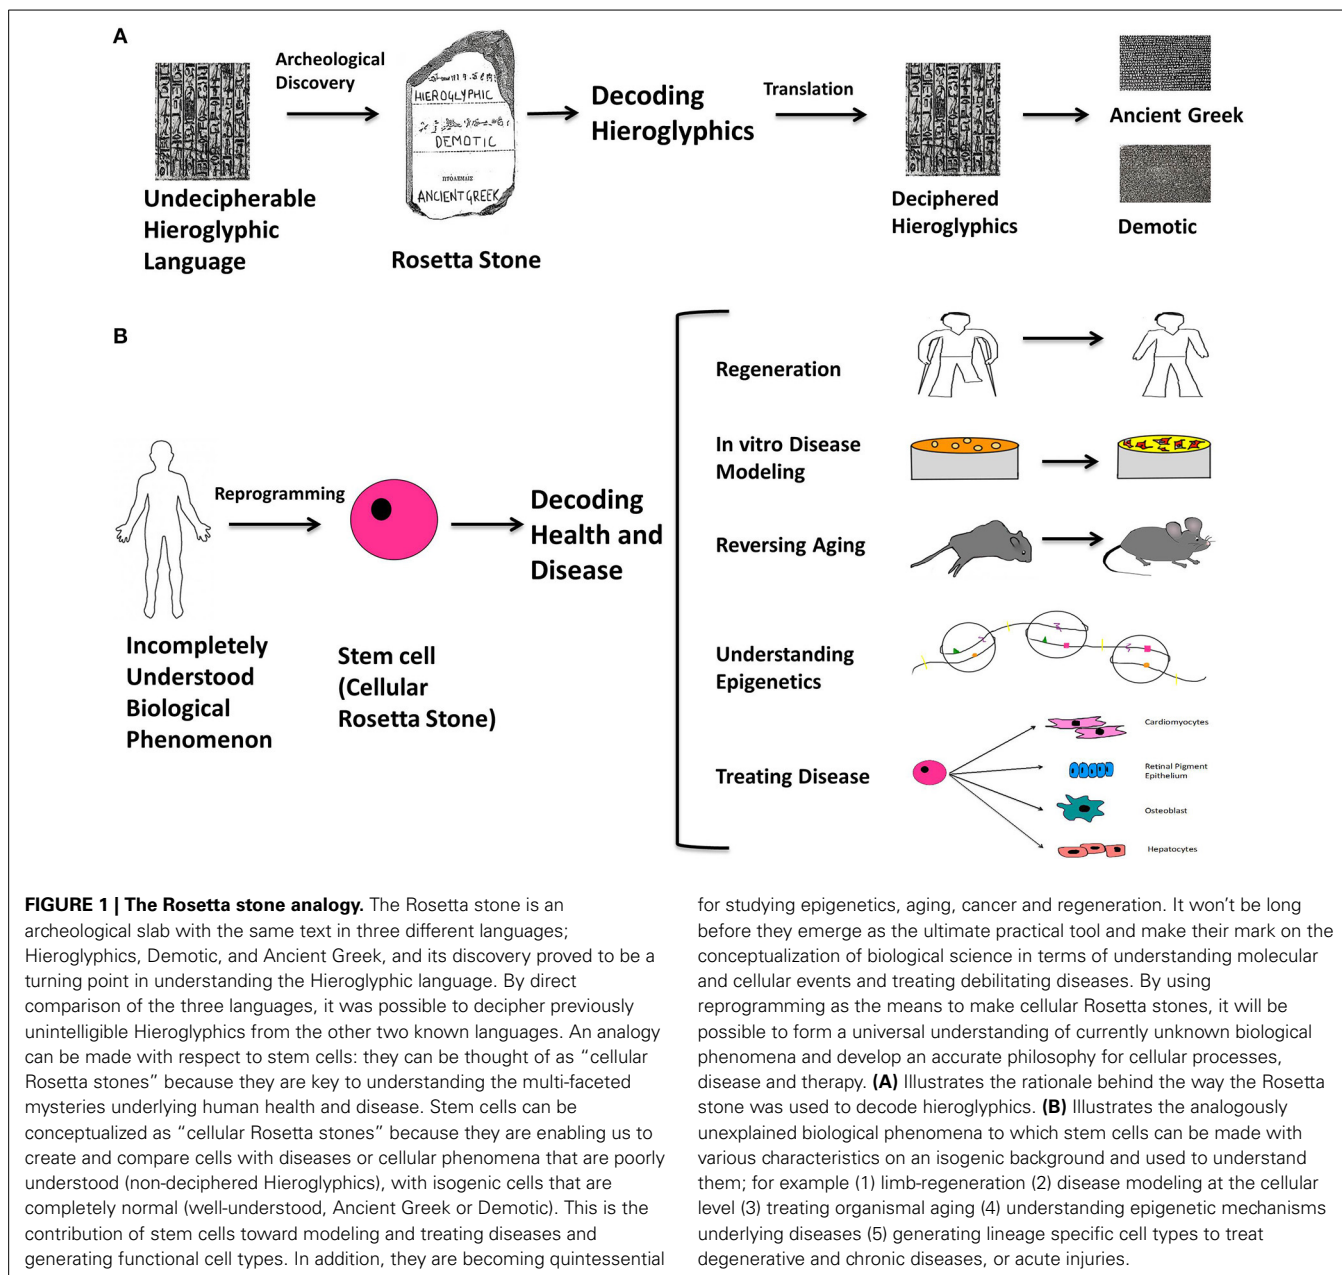 A
Archeological
Discovery
HIEROGLYPHIC
DEMOTIC
ΠΤΟΛΕΜΑΙΣ
ANCIENT GREEK
Undecipherable
Hieroglyphic
Language
Rosetta Stone
Decoding
Hieroglyphics
Translation
Deciphered
Hieroglyphics
Ancient Greek
Demotic
B
Reprogramming
Incompletely
Understood
Biological
Phenomenon
Stem cell
(Cellular
Rosetta Stone)
Decoding
Health and
Disease
Regeneration
In vitro Disease
Modeling
Reversing Aging
Understanding
Epigenetics
Treating Disease
Cardiomyocytes
Retinal Pigment
Epithelium
Osteoblast
Hepatocytes
FIGURE 1 | The Rosetta stone analogy. The Rosetta stone is an
archeological slab with the same text in three different languages;
Hieroglyphics, Demotic, and Ancient Greek, and its discovery proved to be a
turning point in understanding the Hieroglyphic language. By direct
comparison of the three languages, it was possible to decipher previously
unintelligible Hieroglyphics from the other two known languages. An analogy
can be made with respect to stem cells: they can be thought of as “cellular
Rosetta stones” because they are key to understanding the multi-faceted
mysteries underlying human health and disease. Stem cells can be
conceptualized as “cellular Rosetta stones” because they are enabling us to
create and compare cells with diseases or cellular phenomena that are poorly
understood (non-deciphered Hieroglyphics), with isogenic cells that are
completely normal (well-understood, Ancient Greek or Demotic). This is the
contribution of stem cells toward modeling and treating diseases and
generating functional cell types. In addition, they are becoming quintessential
for studying epigenetics, aging, cancer and regeneration. It won’t be long
before they emerge as the ultimate practical tool and make their mark on the
conceptualization of biological science in terms of understanding molecular
and cellular events and treating debilitating diseases. By using
reprogramming as the means to make cellular Rosetta stones, it will be
possible to form a universal understanding of currently unknown biological
phenomena and develop an accurate philosophy for cellular processes,
disease and therapy. (A) Illustrates the rationale behind the way the Rosetta
stone was used to decode hieroglyphics. (B) Illustrates the analogously
unexplained biological phenomena to which stem cells can be made with
various characteristics on an isogenic background and used to understand
them; for example (1) limb-regeneration (2) disease modeling at the cellular
level (3) treating organismal aging (4) understanding epigenetic mechanisms
underlying diseases (5) generating lineage specific cell types to treat
degenerative and chronic diseases, or acute injuries.